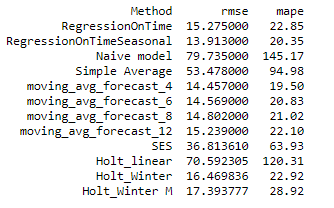 Method rmse mape
RegressionOnTime 15.275000 22.85
RegressionOnTimeSeasonal 13.913000 20.35
Naive model 79.735000 145.17
Simple Average 53.478000 94.98
moving_avg_forecast_4 14.457000 19.50
moving_avg_forecast_6 14.569000 20.83
moving_avg_forecast_8 14.802000 21.02
moving_avg_forecast_12 15.239000 22.10
SES 36.813610 63.93
Holt_linear 70.592305 120.31
Holt_Winter 16.469836 22.92
Holt_Winter M 17.393777 28.92